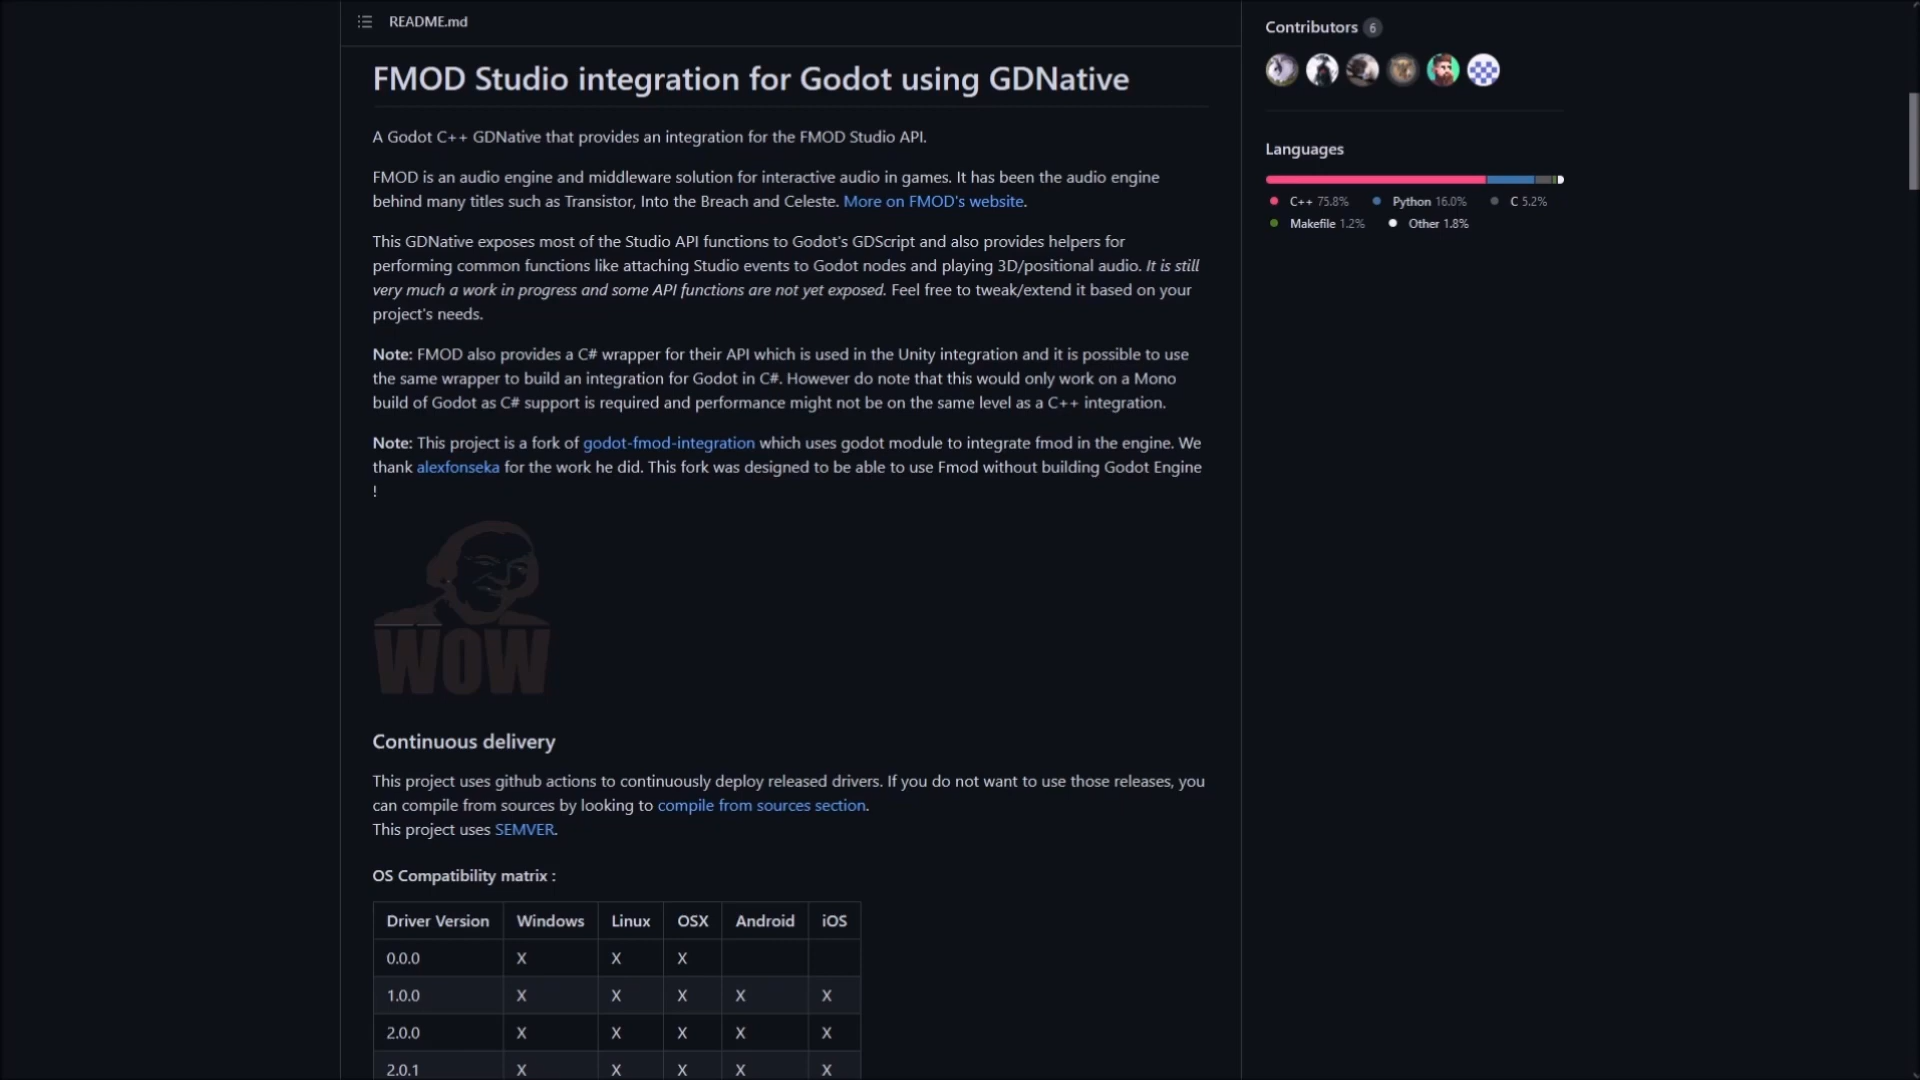 README.md
FMOD Studio integration for Godot using GDNative
A Godot C++ GDNative that provides an integration for the FMOD Studio API.
FMOD is an audio engine and middleware solution for interactive audio in games. It has been the audio engine
behind many titles such as Transistor, Into the Breach and Celeste. More on FMOD's website.
This GDNative exposes most of the Studio API functions to Godot's GDScript and also provides helpers for
performing common functions like attaching Studio events to Godot nodes and playing 3D/positional audio. It is still
very much a work in progress and some API functions are not yet exposed. Feel free to tweak/extend it based on your
project's needs.
Note: FMOD also provides a C# wrapper for their API which is used in the Unity integration and it is possible to use
the same wrapper to build an integration for Godot in C#. However do note that this would only work on a Mono
build of Godot as C# support is required and performance might not be on the same level as a C++ integration.
Note: This project is a fork of godot-fmod-integration which uses godot module to integrate fmod in the engine. We
thank alexfonseka for the work he did. This fork was designed to be able to use Fmod without building Godot Engine
!
WOW
Continuous delivery
This project uses github actions to continuously deploy released drivers. If you do not want to use those releases, you
can compile from sources by looking to compile from sources section.
This project uses SEMVER.
OS Compatibility matrix :
Driver Version Windows Linux OSX Android iOS
0.0.0 X X X
1.0.0 X X X X X
2.0.0 X X X X X
2.0.1 X X X X X
Contributors 6
Languages
C++ 75.8% Python 16.0% C 5.2%
Makefile 1.2% Other 1.8%